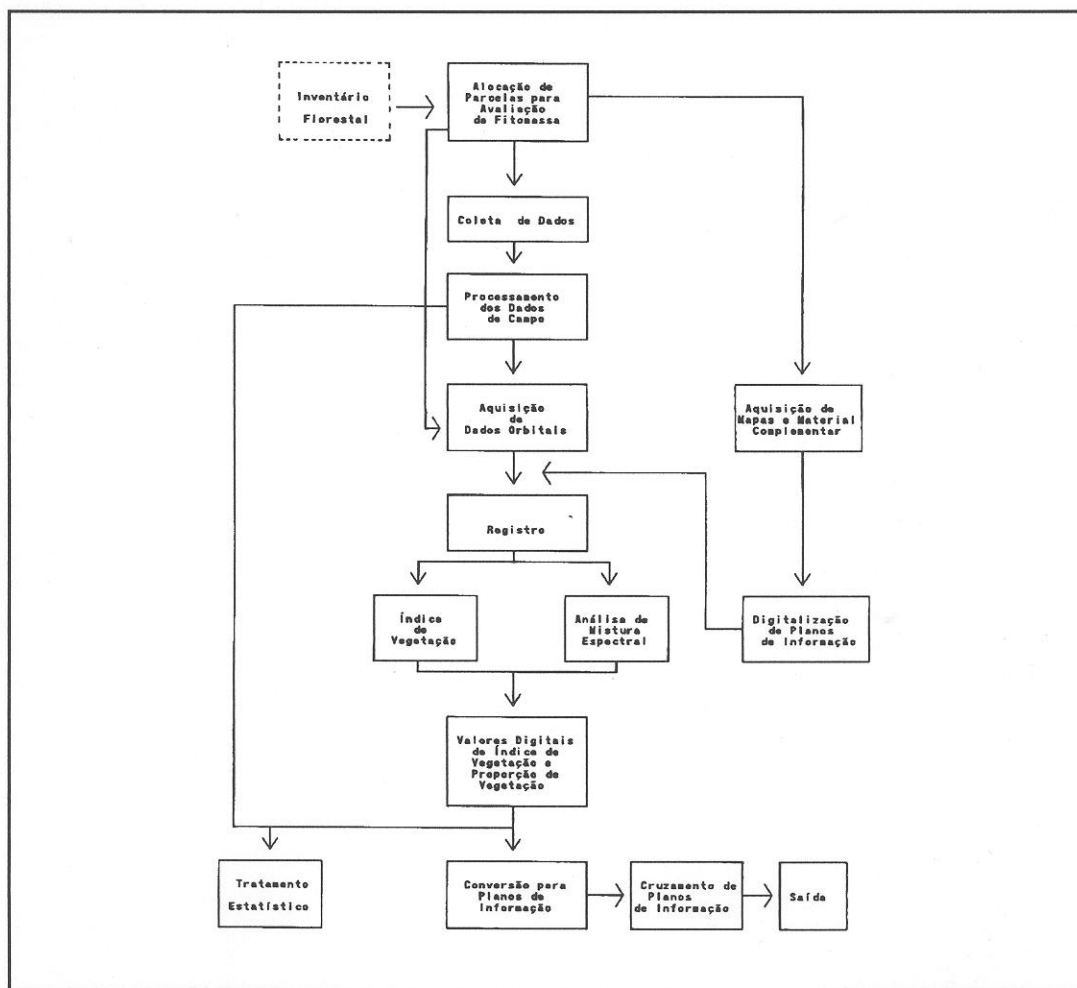 Inventário
Florestal
Alocação de
Parcelas para
Avaliação
de Fitomassa
Coleta de Dados
Processamento
dos Dados
de Campo
Aquisição
de
Dados Orbitais
Aquisição de
Mapas e Material
Complementar
Registro
Índice
de
Vegetação
Análise de
Mistura
Espectral
Digitalização
de Planos
de Informação
Valores Digitais
de Índice de
Vegetação e
Proporção de
Vegetação
Tratamento
Estatístico
Conversão para
Planos de
Informação
Cruzamento de
Planos
de Informação
Saída